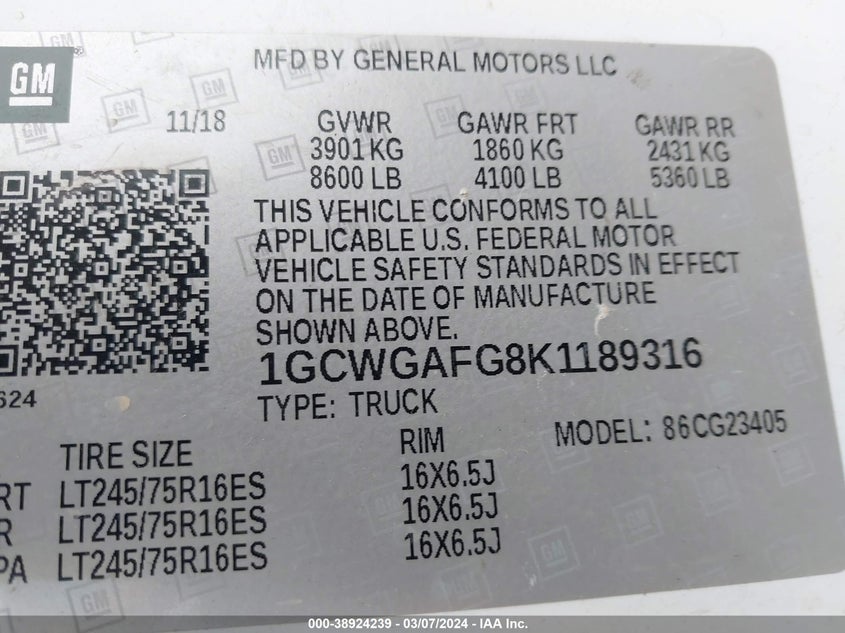 GM
MFD BY GENERAL MOTORS LLC
11/18
GVWR GAWR FRT GAWR RR
3901 KG 1860 KG 2431 KG
8600 LB 4100 LB 5360 LB
THIS VEHICLE CONFORMS TO ALL
APPLICABLE U.S. FEDERAL MOTOR
VEHICLE SAFETY STANDARDS IN EFFECT
ON THE DATE OF MANUFACTURE
SHOWN ABOVE.
1GCWGAFG8K1189316
624
TYPE: TRUCK
MODEL: 86CG23405
TIRE SIZE RIM
RT LT245/75R16ES 16X6.5J
R LT245/75R16ES 16X6.5J
PA LT245/75R16ES 16X6.5J
000-38924239 - 03/07/2024 - IAA Inc.